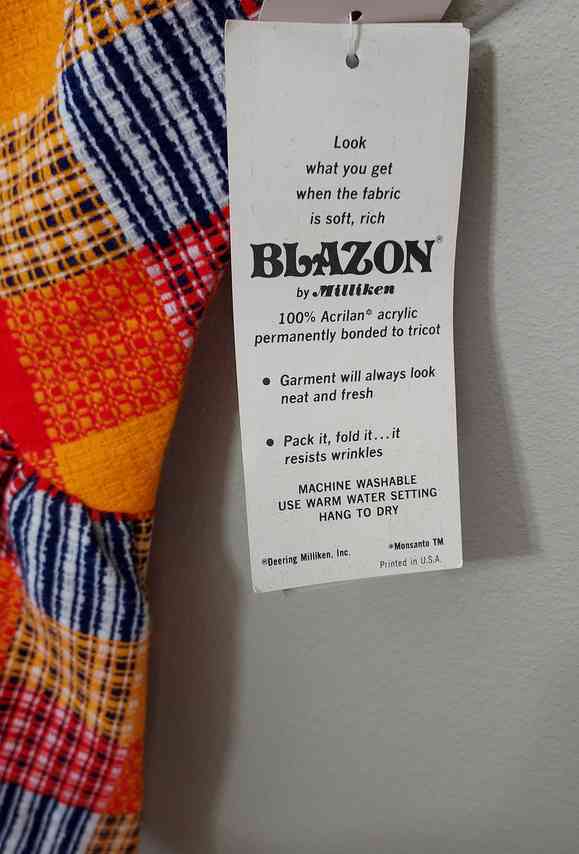 Look
what you get
when the fabric
is soft, rich
BLAZON®
by Milliken
100% Acrilan* acrylic
permanently bonded to tricot
● Garment will always look
neat and fresh
● Pack it, fold it...it
resists wrinkles
MACHINE WASHABLE
USE WARM WATER SETTING
HANG TO DRY
®Deering Milliken, Inc. *Monsanto TM
Printed in U.S.A.